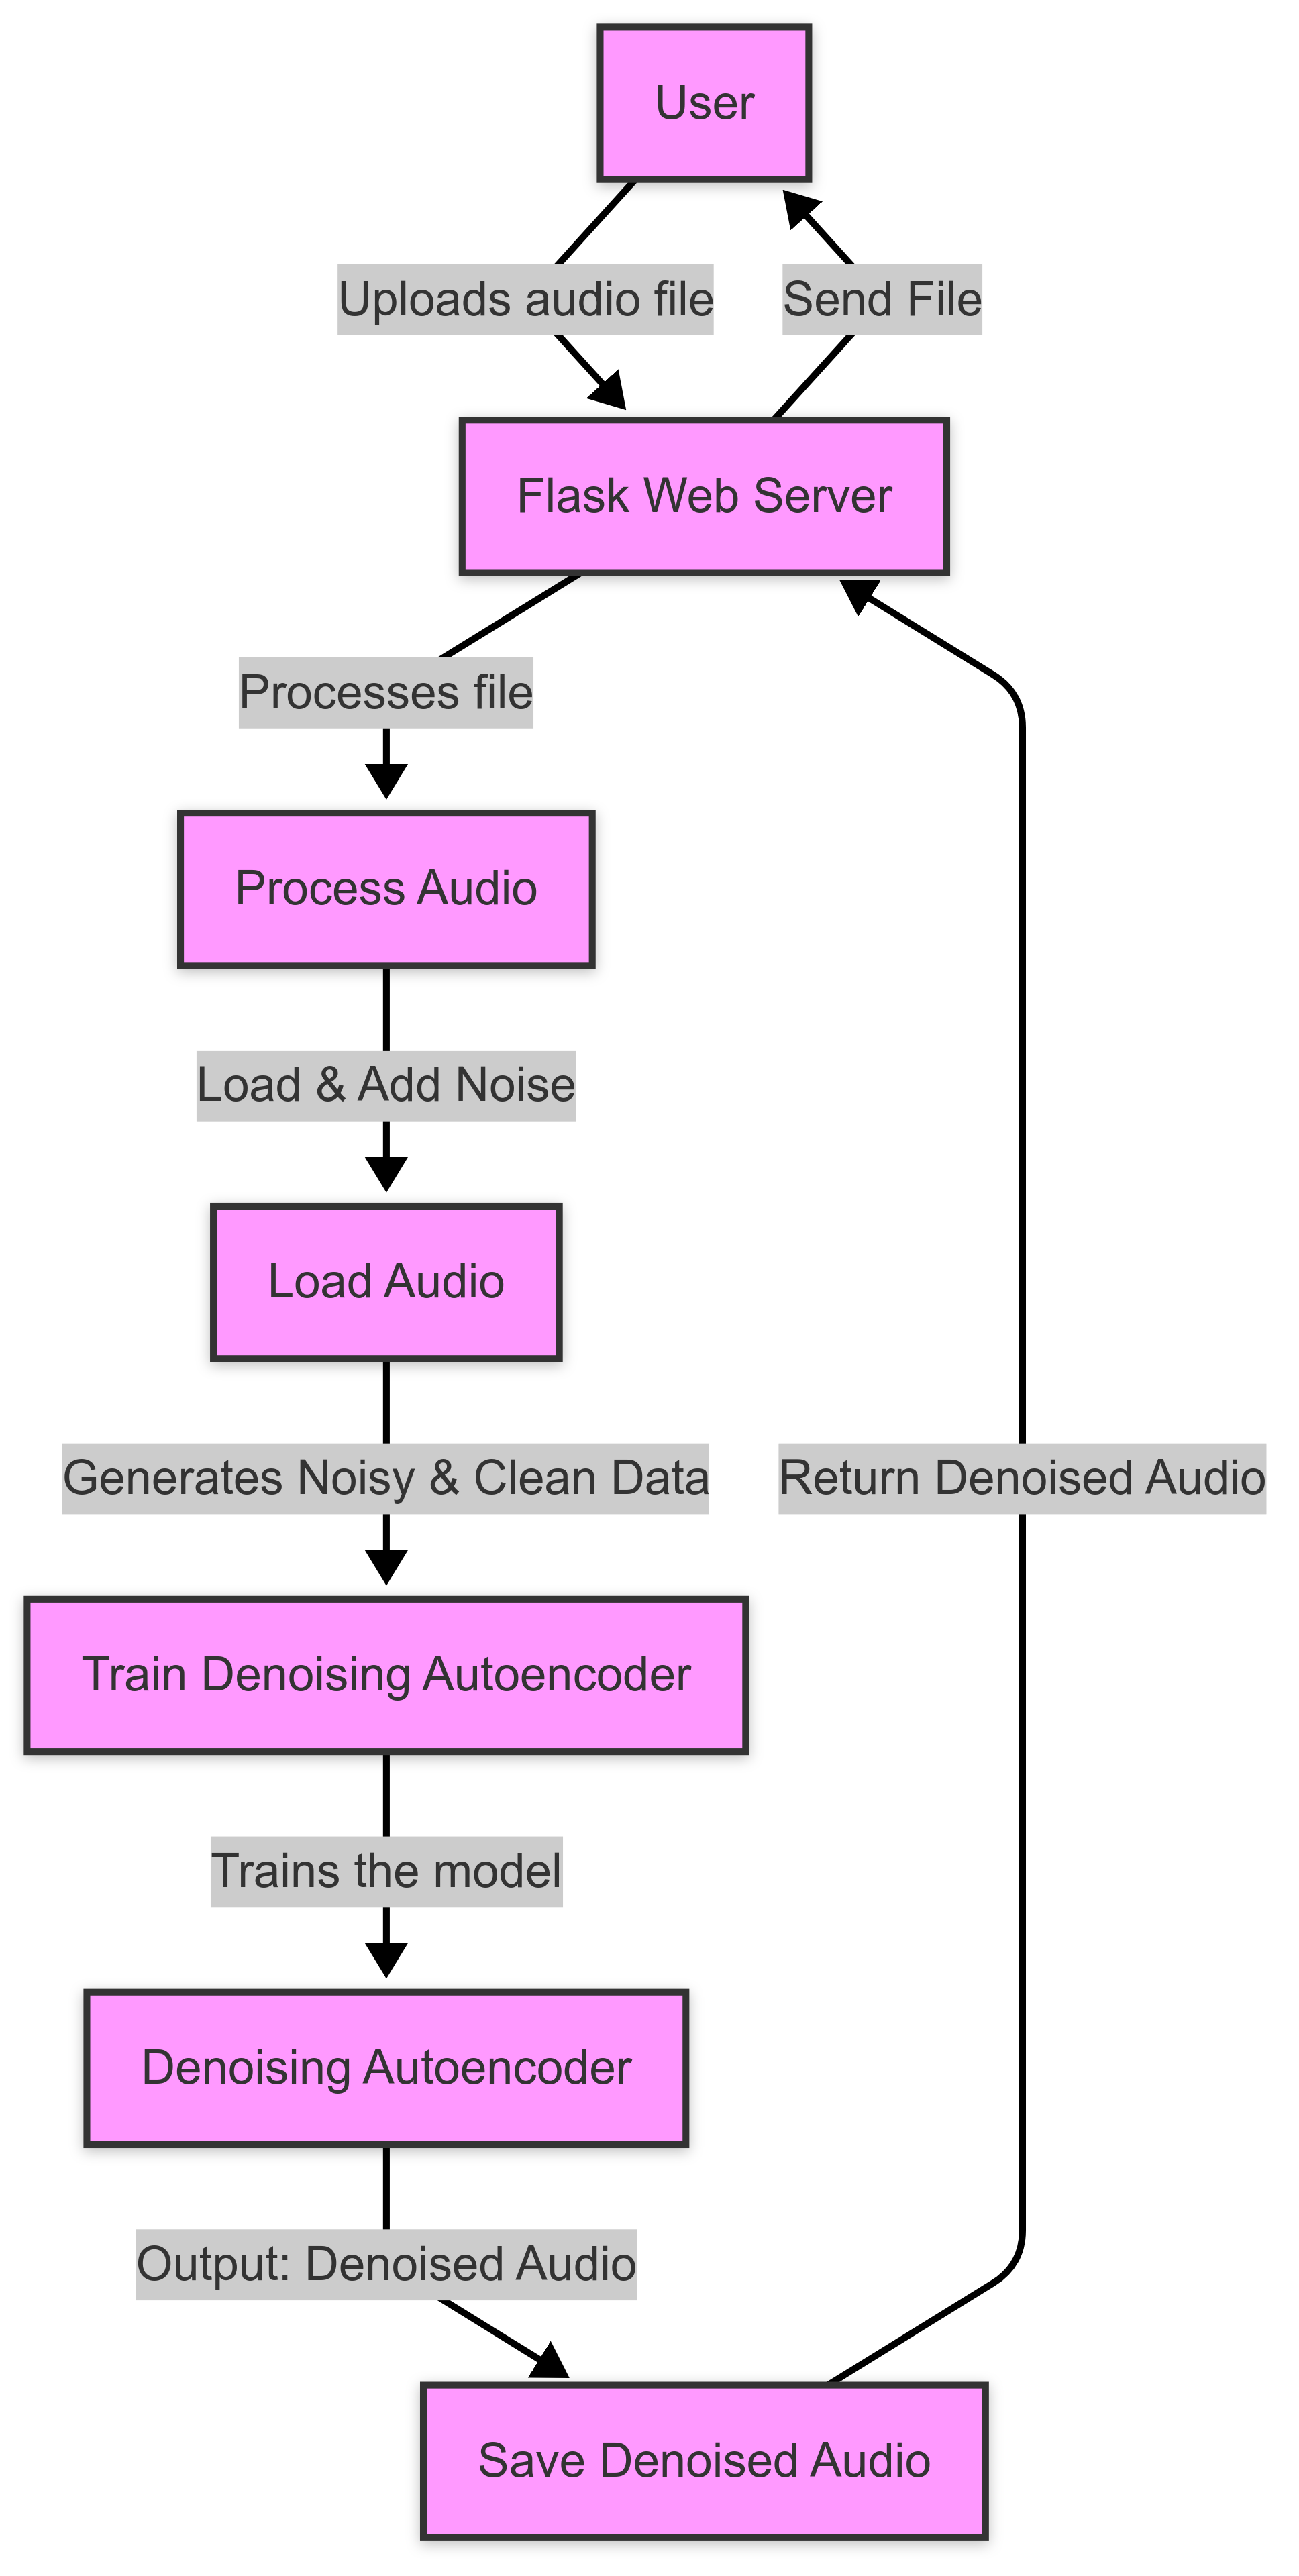 User
Uploads audio file
Send File
Flask Web Server
Processes file
Process Audio
Load & Add Noise
Load Audio
Generates Noisy & Clean Data
Return Denoised Audio
Train Denoising Autoencoder
Trains the model
Denoising Autoencoder
Output: Denoised Audio
Save Denoised Audio